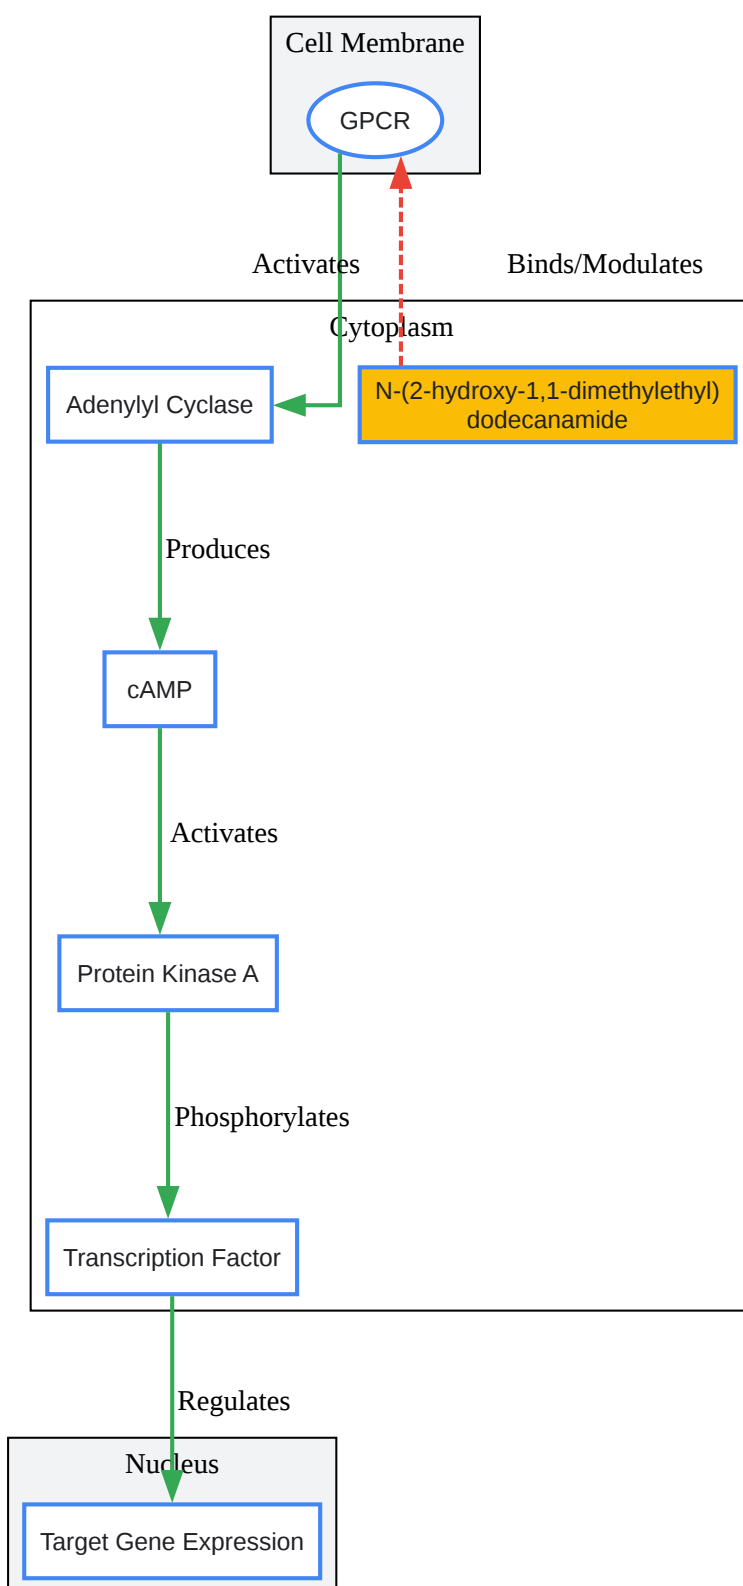 Cell Membrane
GPCR
Activates
Binds/Modulates
Cytoplasm
Adenylyl Cyclase
N-(2-hydroxy-1,1-dimethylethyl)
dodecanamide
Produces
cAMP
Activates
Protein Kinase A
Phosphorylates
Transcription Factor
Regulates
Nucleus
Target Gene Expression